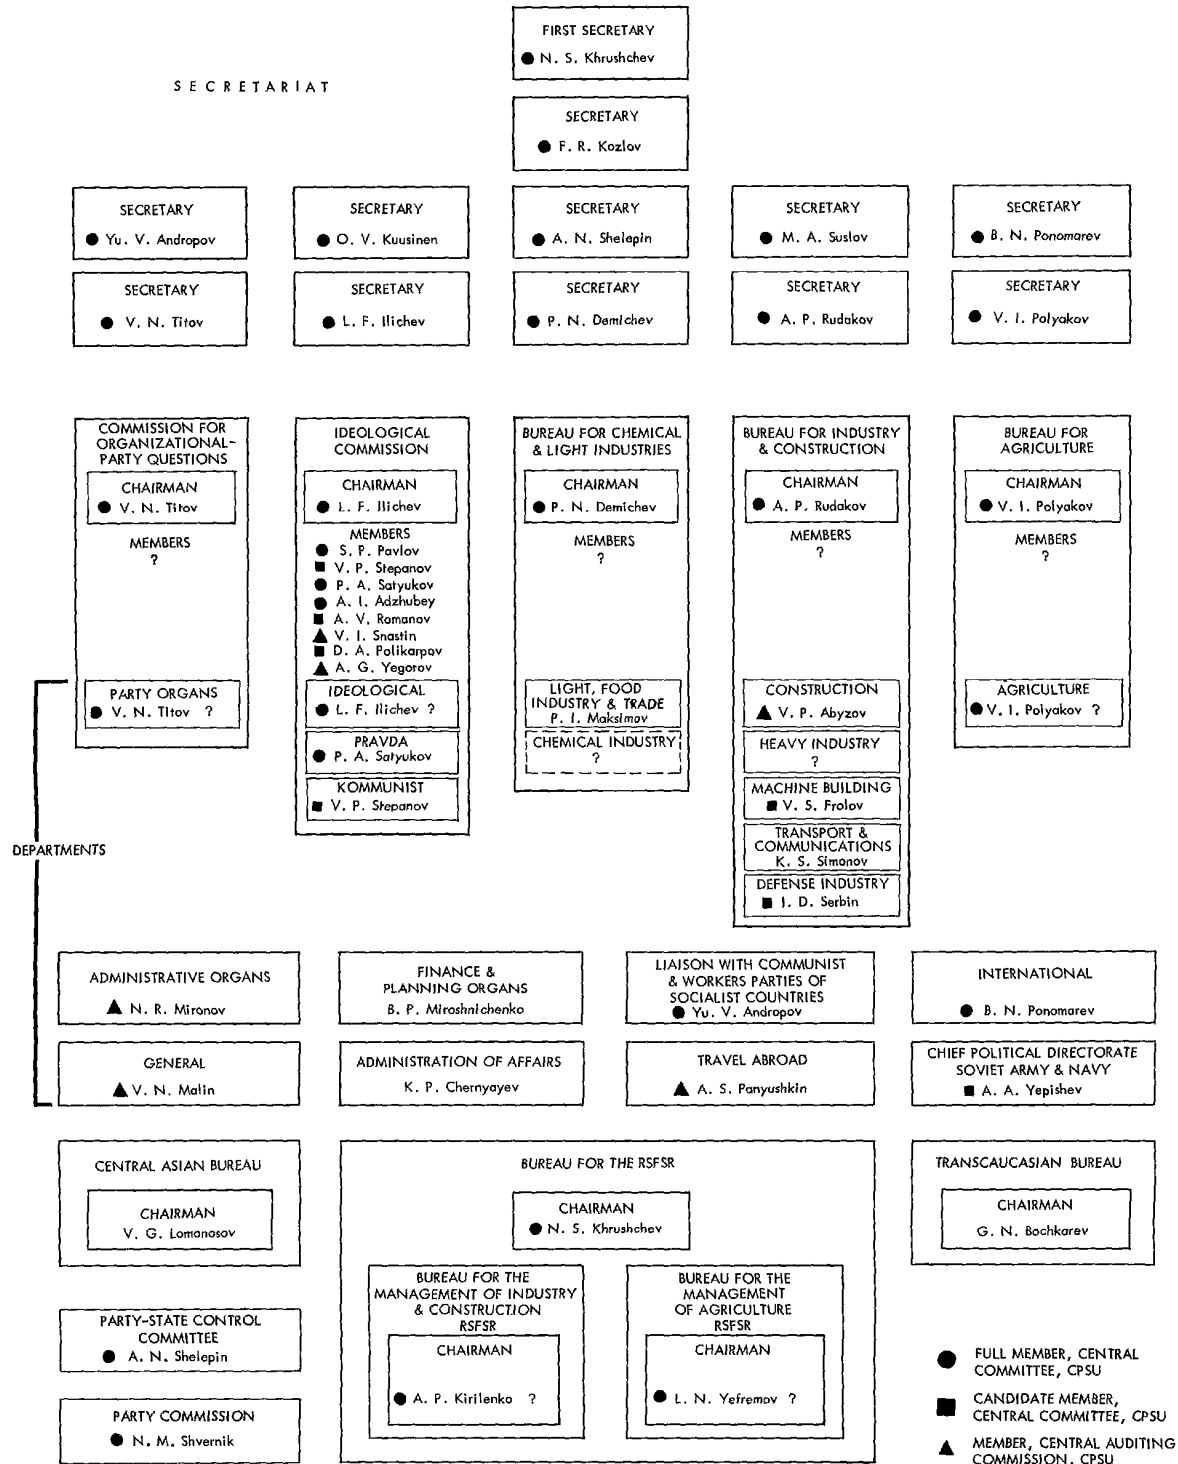 FIRST SECRETARY
● N. S. Khrushchev
SECRETARIAT
SECRETARY
● F. R. Kozlov
SECRETARY
● Yu. V. Andropov
SECRETARY
● O. V. Kuusinen
SECRETARY
● A. N. Shelepin
SECRETARY
● M. A. Suslov
SECRETARY
● B. N. Ponomarev
SECRETARY
● V. N. Titov
SECRETARY
● L. F. Ilichev
SECRETARY
● P. N. Demichev
SECRETARY
● A. P. Rudakov
SECRETARY
● V. I. Polyakov
COMMISSION FOR
ORGANIZATIONAL-
PARTY QUESTIONS
CHAIRMAN
● V. N. Titov
MEMBERS
?
PARTY ORGANS
● V. N. Titov ?
IDEOLOGICAL
COMMISSION
CHAIRMAN
● L. F. Ilichev
MEMBERS
● S. P. Pavlov
■ V. P. Stepanov
● P. A. Satyukov
● A. I. Adzhubey
■ A. V. Romanov
▲ V. I. Snastin
■ D. A. Polikarpov
▲ A. G. Yegorov
IDEOLOGICAL
● L. F. Ilichev ?
PRAVDA
● P. A. Satyukov
KOMMUNIST
■ V. P. Stepanov
BUREAU FOR CHEMICAL
& LIGHT INDUSTRIES
CHAIRMAN
● P. N. Demichev
MEMBERS
?
LIGHT, FOOD
INDUSTRY & TRADE
P. I. Maksimov
CHEMICAL INDUSTRY
?
BUREAU FOR INDUSTRY
& CONSTRUCTION
CHAIRMAN
● A. P. Rudakov
MEMBERS
?
CONSTRUCTION
▲ V. P. Abyzov
HEAVY INDUSTRY
?
MACHINE BUILDING
■ V. S. Frolov
TRANSPORT &
COMMUNICATIONS
K. S. Simonov
DEFENSE INDUSTRY
■ I. D. Serbin
BUREAU FOR
AGRICULTURE
CHAIRMAN
● V. I. Polyakov
MEMBERS
?
AGRICULTURE
● V. I. Polyakov ?
DEPARTMENTS
ADMINISTRATIVE ORGANS
▲ N. R. Mironov
FINANCE &
PLANNING ORGANS
B. P. Miroshnichenko
LIAISON WITH COMMUNIST
& WORKERS PARTIES OF
SOCIALIST COUNTRIES
● Yu. V. Andropov
INTERNATIONAL
● B. N. Ponomarev
GENERAL
▲ V. N. Malin
ADMINISTRATION OF AFFAIRS
K. P. Chernyayev
TRAVEL ABROAD
▲ A. S. Panyushkin
CHIEF POLITICAL DIRECTORATE
SOVIET ARMY & NAVY
■ A. A. Yepishev
CENTRAL ASIAN BUREAU
CHAIRMAN
V. G. Lomanosov
BUREAU FOR THE RSFSR
CHAIRMAN
● N. S. Khrushchev
BUREAU FOR THE
MANAGEMENT OF INDUSTRY
& CONSTRUCTION
RSFSR
CHAIRMAN
● A. P. Kirilenko ?
BUREAU FOR THE
MANAGEMENT
OF AGRICULTURE
RSFSR
CHAIRMAN
● L. N. Yefremov ?
TRANSCAUCASIAN BUREAU
CHAIRMAN
G. N. Bochkarev
PARTY-STATE CONTROL
COMMITTEE
● A. N. Shelepin
PARTY COMMISSION
● N. M. Shvernik
● FULL MEMBER, CENTRAL
COMMITTEE, CPSU
■ CANDIDATE MEMBER,
CENTRAL COMMITTEE, CPSU
▲ MEMBER, CENTRAL AUDITING
COMMISSION, CPSU